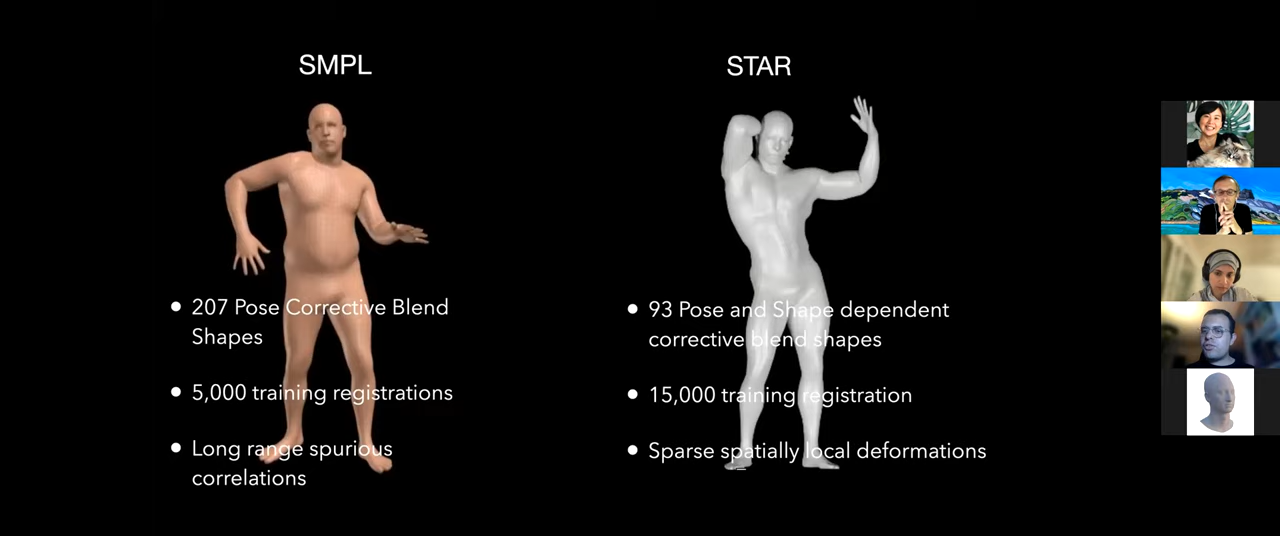 SMPL
• 207 Pose Corrective Blend
Shapes
• 5,000 training registrations
• Long range spurious
correlations
STAR
• 93 Pose and Shape dependent
corrective blend shapes
• 15,000 training registration
• Sparse spatially local deformations